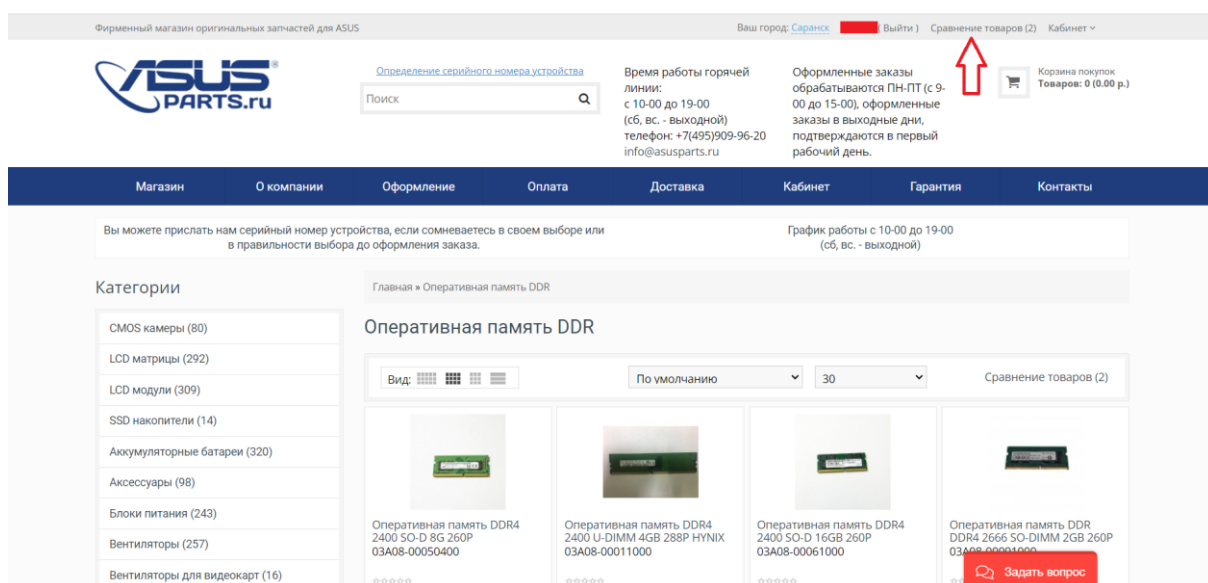 Фирменный магазин оригинальных запчастей для ASUS
Ваш город: Саранск ( Выйти ) Сравнение товаров (2) Кабинет
ASUS
PARTS.ru
Определение серийного номера устройства
Поиск
Время работы горячей
линии:
с 10-00 до 19-00
(сб, вс. - выходной)
телефон: +7(495)909-96-20
info@asusparts.ru
Оформленные заказы
обрабатываются ПН-ПТ (с 9-
00 до 15-00), оформленные
заказы в выходные дни,
подтверждаются в первый
рабочий день.
Корзина покупок
Товаров: 0 (0.00 р.)
Магазин О компании Оформление Оплата Доставка Кабинет Гарантия Контакты
Вы можете прислать нам серийный номер устройства, если сомневаетесь в своем выборе или
в правильности выбора до оформления заказа.
График работы с 10-00 до 19-00
(сб, вс. - выходной)
Категории
CMOS камеры (80)
LCD матрицы (292)
LCD модули (309)
SSD накопители (14)
Аккумуляторные батареи (320)
Аксессуары (98)
Блоки питания (243)
Вентиляторы (257)
Вентиляторы для видеокарт (16)
Главная » Оперативная память DDR
Оперативная память DDR
Вид:
По умолчанию
30
Сравнение товаров (2)
Оперативная память DDR4
2400 SO-D 8G 260P
03A08-00050400
Оперативная память DDR4
2400 U-DIMM 4GB 288P HYNIX
03A08-00011000
Оперативная память DDR4
2400 SO-D 16GB 260P
03A08-00061000
Оперативная память DDR
DDR4 2666 SO-DIMM 2GB 260P
Задать вопрос